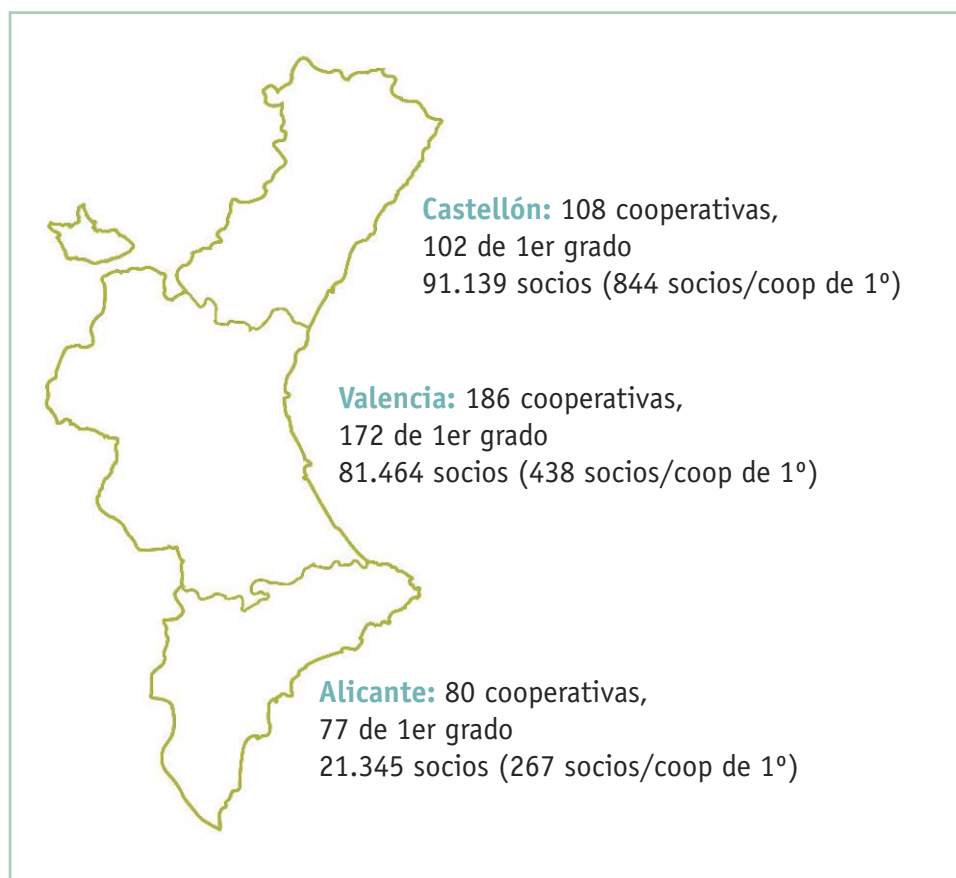 Castellón: 108 cooperativas,
102 de 1er grado
91.139 socios (844 socios/coop de 1º)
Valencia: 186 cooperativas,
172 de 1er grado
81.464 socios (438 socios/coop de 1º)
Alicante: 80 cooperativas,
77 de 1er grado
21.345 socios (267 socios/coop de 1º)